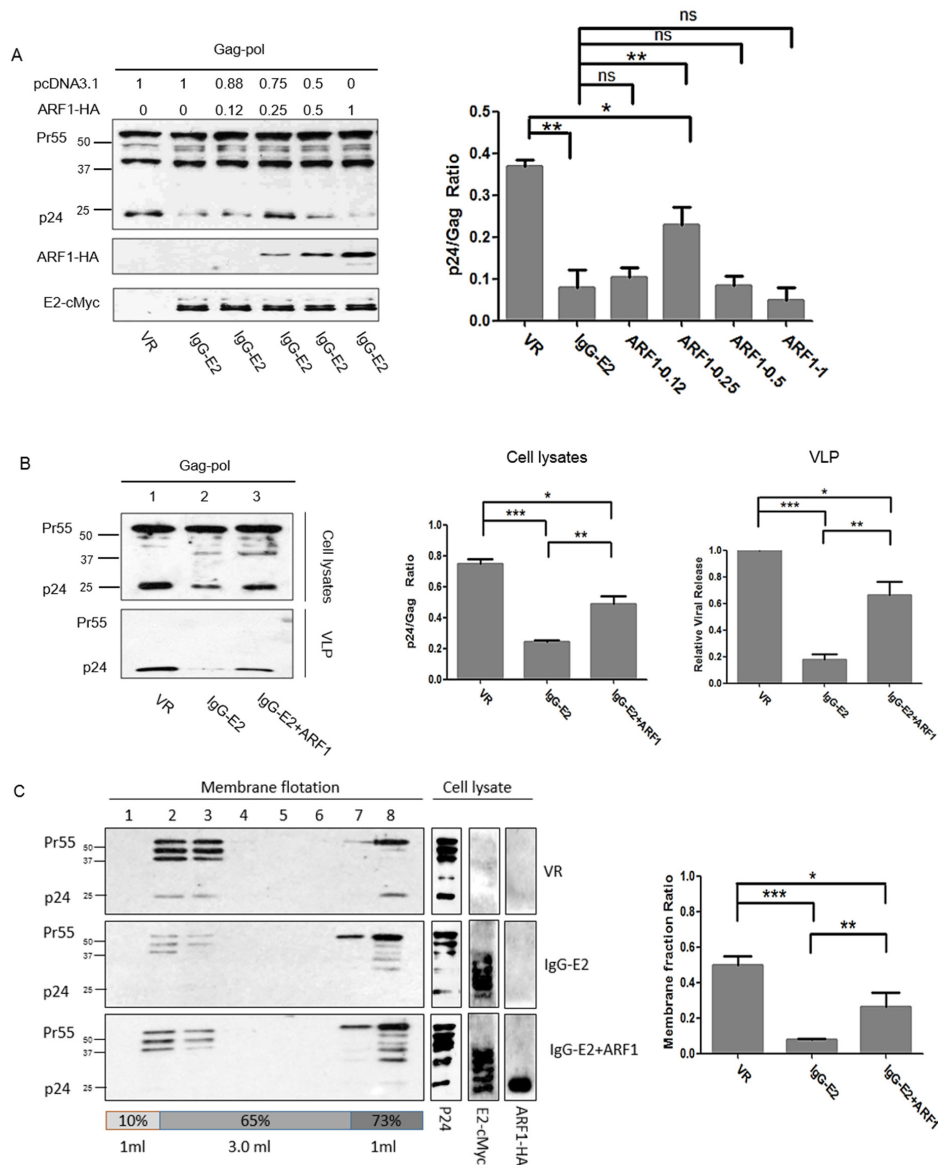 A
Gag-pol
pcDNA3.1 1 1 0.88 0.75 0.5 0
ARF1-HA 0 0 0.12 0.25 0.5 1
Pr55
50
37
25
p24
ARF1-HA
E2-cMyc
VR IgG-E2 IgG-E2 IgG-E2 IgG-E2 IgG-E2
ns
ns
**
ns
*
**
p24/Gag Ratio
0.5
0.4
0.3
0.2
0.1
0.0
VR IgG-E2 ARF1-0.12 ARF1-0.25 ARF1-0.5 ARF1-1
B
Gag-pol
1 2 3
Pr55
50
37
p24 25
Cell lysates
Pr55
p24
VLP
VR IgG-E2 IgG-E2+ARF1
Cell lysates
*
***
**
p24/Gag Ratio
1.0
0.8
0.6
0.4
0.2
0.0
VR IgG-E2 IgG-E2+ARF1
VLP
*
***
**
Relative Viral Release
1.0
0.8
0.6
0.4
0.2
0.0
VR IgG-E2 IgG-E2+ARF1
C
Membrane flotation Cell lysate
1 2 3 4 5 6 7 8
Pr55
50
37
p24 25
VR
Pr55
50
37
p24 25
IgG-E2
Pr55
50
37
p24 25
IgG-E2+ARF1
10% 65% 73%
1ml 3.0 ml 1ml
P24 E2-cMyc ARF1-HA
*
***
**
Membrane fraction Ratio
1.0
0.8
0.6
0.4
0.2
0.0
VR IgG-E2 IgG-E2+ARF1